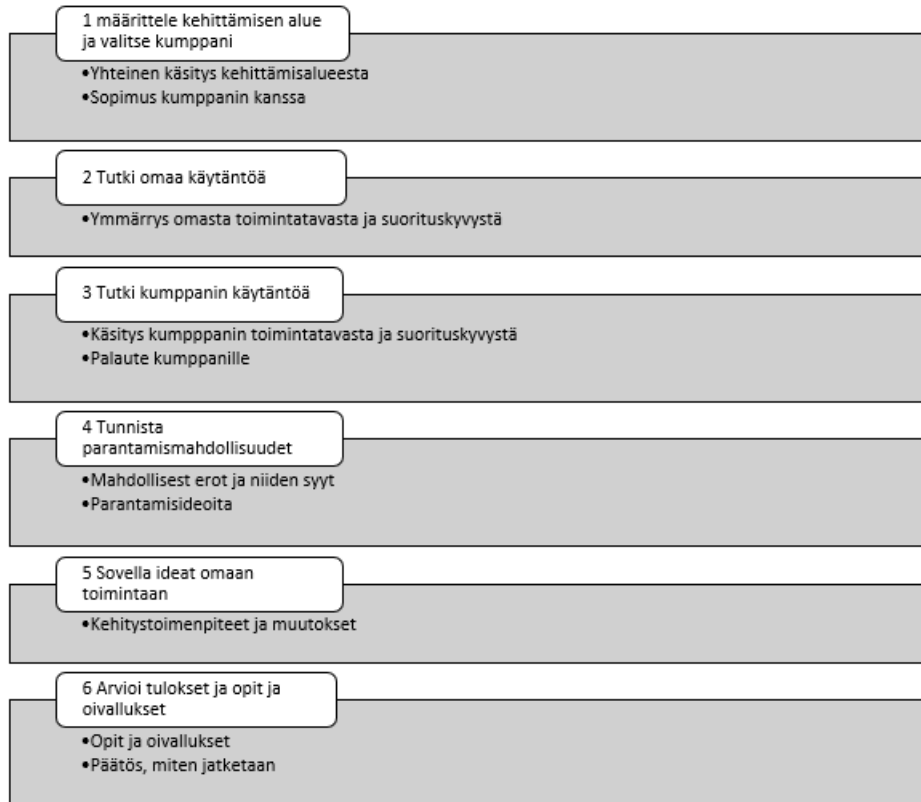 1 määrittele kehittämisen alue
ja valitse kumppani
•Yhteinen käsitys kehittämisalueesta
•Sopimus kumppanin kanssa
2 Tutki omaa käytäntöä
•Ymmärrys omasta toimintatavasta ja suorituskyvystä
3 Tutki kumppanin käytäntöä
•Käsitys kumpppanin toimintatavasta ja suorituskyvystä
•Palaute kumppanille
4 Tunnista
parantamismahdollisuudet
•Mahdollisest erot ja niiden syyt
•Parantamisideoita
5 Sovella ideat omaan
toimintaan
•Kehitystoimenpiteet ja muutokset
6 Arvioi tulokset ja opit ja
oivallukset
•Opit ja oivallukset
•Päätös, miten jatketaan